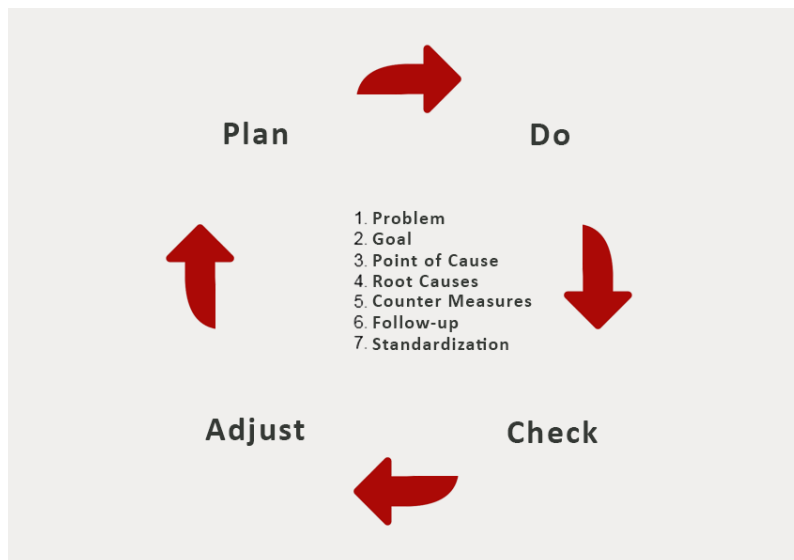 Plan
Do
1. Problem
2. Goal
3. Point of Cause
4. Root Causes
5. Counter Measures
6. Follow-up
7. Standardization
Adjust
Check